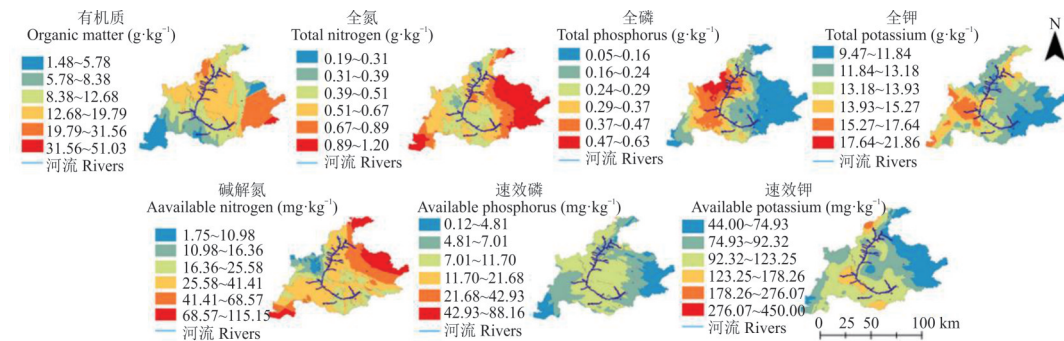 有机质
Organic matter (g·kg⁻¹)
1.48~5.78
5.78~8.38
8.38~12.68
12.68~19.79
19.79~31.56
31.56~51.03
河流 Rivers
全氮
Total nitrogen (g·kg⁻¹)
0.19~0.31
0.31~0.39
0.39~0.51
0.51~0.67
0.67~0.89
0.89~1.20
河流 Rivers
全磷
Total phosphorus (g·kg⁻¹)
0.05~0.16
0.16~0.24
0.24~0.29
0.29~0.37
0.37~0.47
0.47~0.63
河流 Rivers
全钾
Total potassium (g·kg⁻¹)
9.47~11.84
11.84~13.18
13.18~13.93
13.93~15.27
15.27~17.64
17.64~21.86
河流 Rivers
N
碱解氮
Aavailable nitrogen (mg·kg⁻¹)
1.75~10.98
10.98~16.36
16.36~25.58
25.58~41.41
41.41~68.57
68.57~115.15
河流 Rivers
速效磷
Available phosphorus (mg·kg⁻¹)
0.12~4.81
4.81~7.01
7.01~11.70
11.70~21.68
21.68~42.93
42.93~88.16
河流 Rivers
速效钾
Available potassium (mg·kg⁻¹)
44.00~74.93
74.93~92.32
92.32~123.25
123.25~178.26
178.26~276.07
276.07~450.00
河流 Rivers
0 25 50 100 km